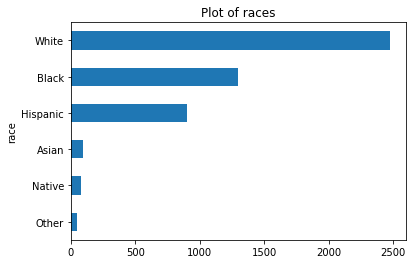 Plot of races
White
Black
Hispanic
Asian
Native
Other
race
0 500 1000 1500 2000 2500